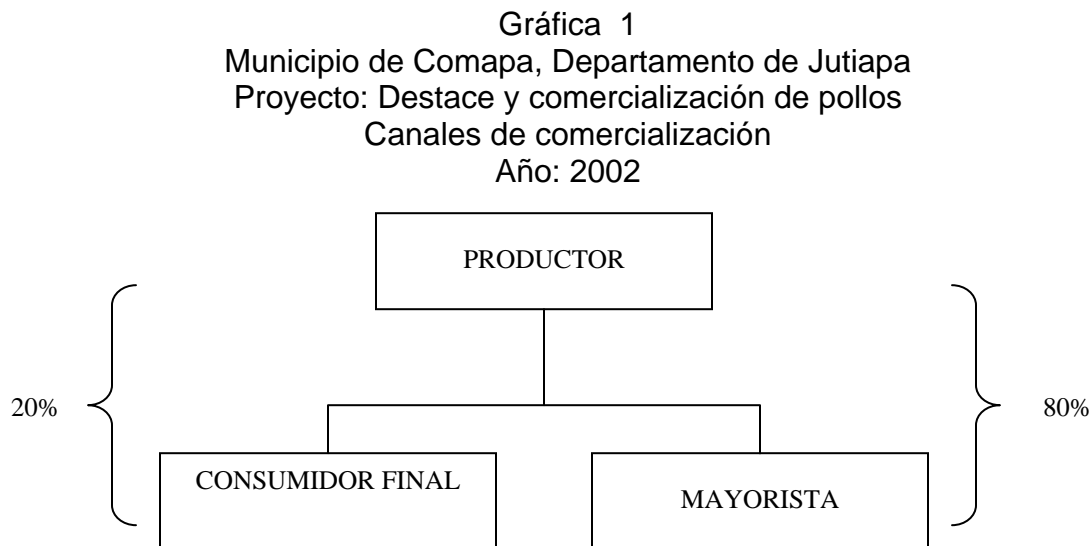 Gráfica 1
Municipio de Comapa, Departamento de Jutiapa
Proyecto: Destace y comercialización de pollos
Canales de comercialización
Año: 2002
PRODUCTOR
20%
80%
CONSUMIDOR FINAL
MAYORISTA